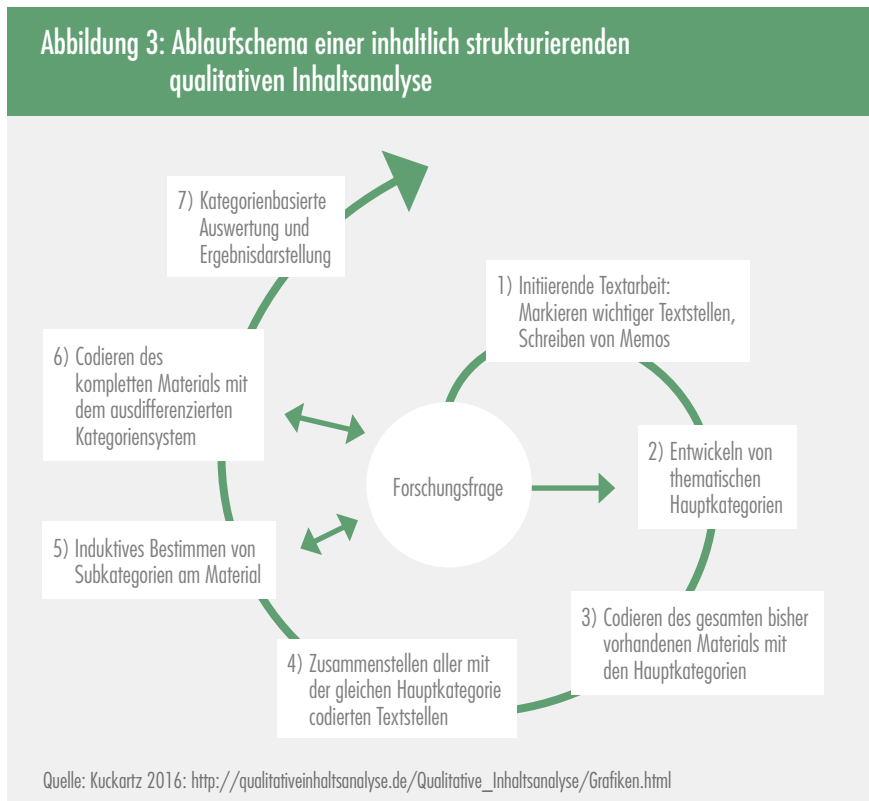 Abbildung 3: Ablaufschema einer inhaltlich strukturierenden
qualitativen Inhaltsanalyse
1) Initiierende Textarbeit:
Markieren wichtiger Textstellen,
Schreiben von Memos
2) Entwickeln von
thematischen
Hauptkategorien
3) Codieren des gesamten bisher
vorhandenen Materials mit
den Hauptkategorien
4) Zusammenstellen aller mit
der gleichen Hauptkategorie
codierten Textstellen
5) Induktives Bestimmen von
Subkategorien am Material
6) Codieren des
kompletten Materials mit
dem ausdifferenzierten
Kategoriensystem
7) Kategorienbasierte
Auswertung und
Ergebnisdarstellung
Forschungsfrage
Quelle: Kuckartz 2016: http://qualitativeinhaltsanalyse.de/Qualitative_Inhaltsanalyse/Grafiken.html